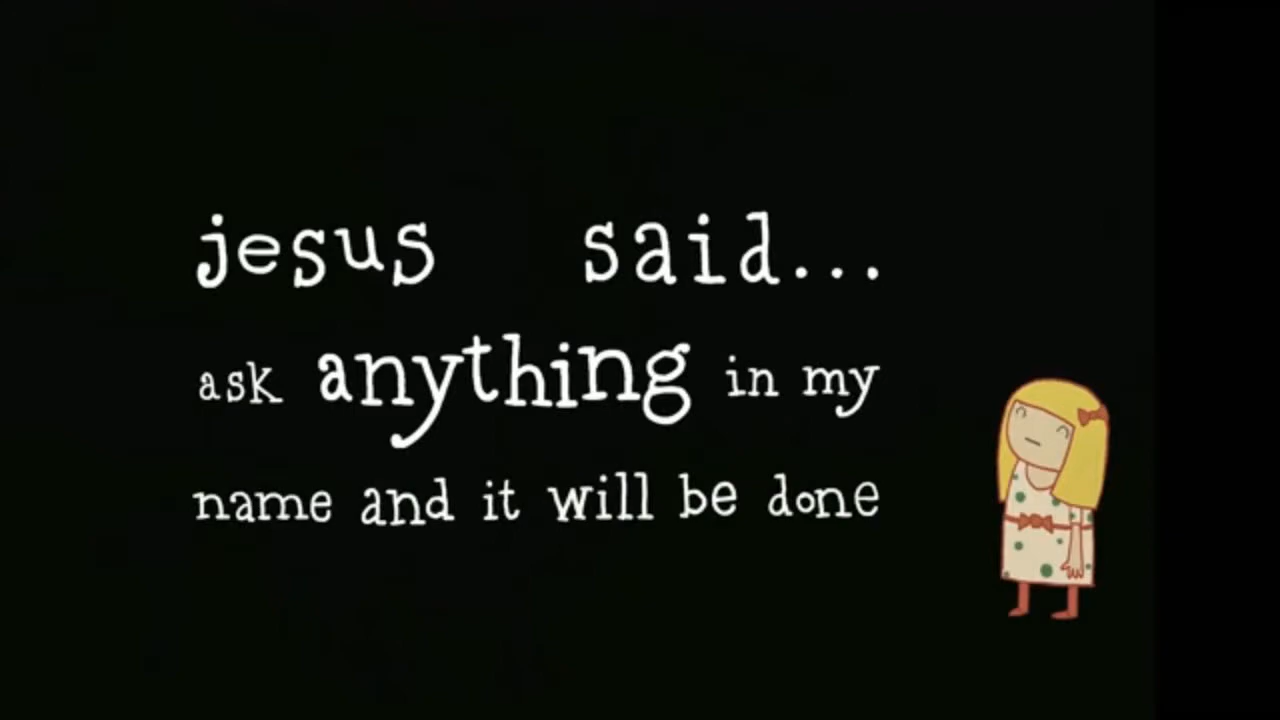 jesus said...
ask anything in my
name and it will be done